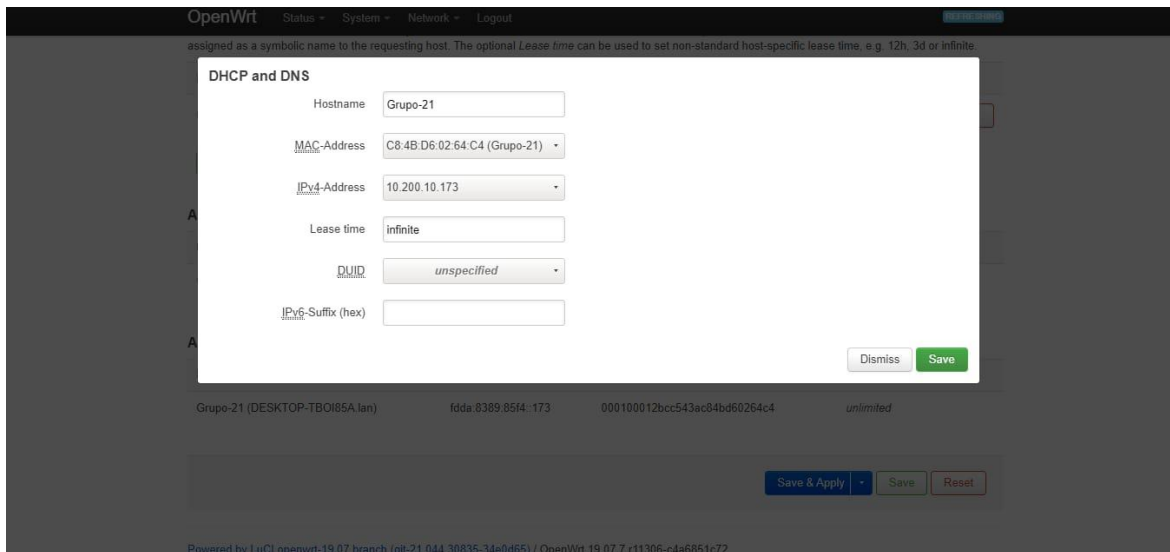 OpenWrt Status System Network Logout REFRESHING
assigned as a symbolic name to the requesting host. The optional Lease time can be used to set non-standard host-specific lease time, e.g. 12h, 3d or infinite.
DHCP and DNS
Hostname Grupo-21
MAC-Address C8:4B:D6:02:64:C4 (Grupo-21)
IPv4-Address 10.200.10.173
A
Lease time infinite
DUID unspecified
IPv6-Suffix (hex)
A
Dismiss Save
Grupo-21 (DESKTOP-TBOI85A.lan) fdda:8389:85f4::173 000100012bcc543ac84bd60264c4 unlimited
Save & Apply Save Reset
Powered by LuCI openwrt-19.07 branch (git-21.044.30835-34e0d65) / OpenWrt 19.07.7 r11306-c4a6851c72